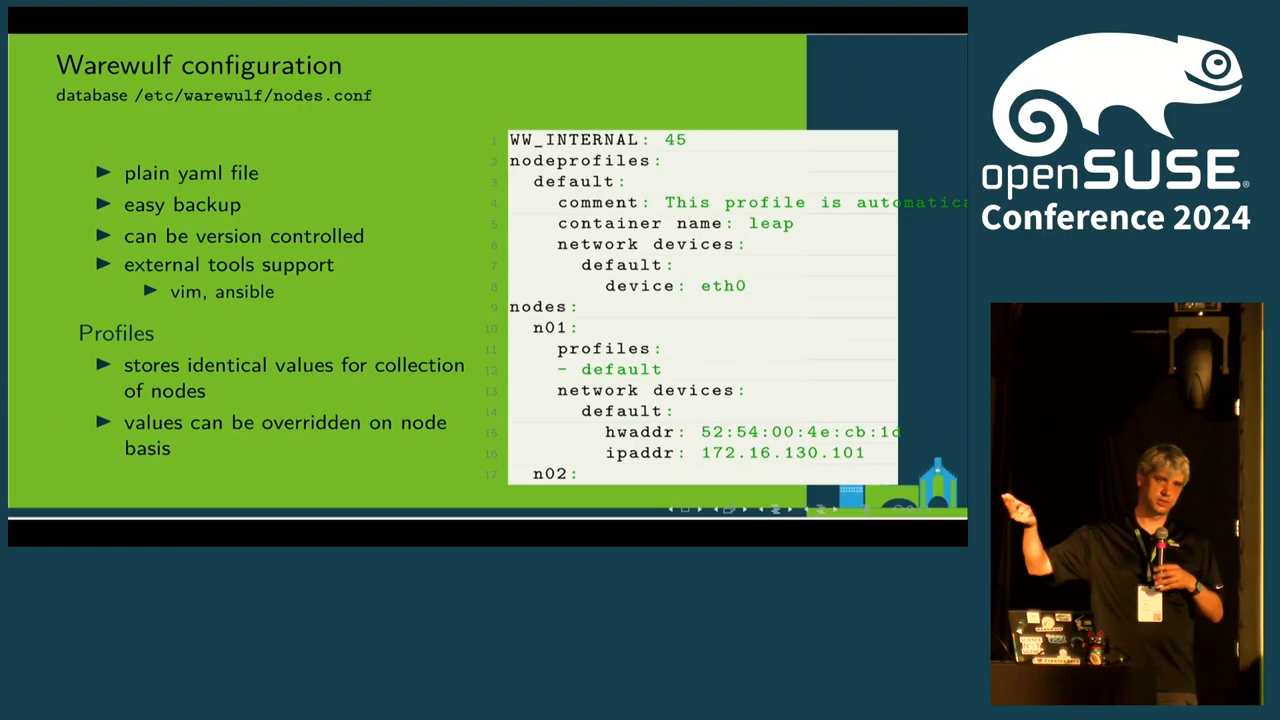 Warewulf configuration
database /etc/warewulf/nodes.conf
plain yaml file
easy backup
can be version controlled
external tools support
vim, ansible
Profiles
stores identical values for collection
of nodes
values can be overridden on node
basis
1 WW_INTERNAL: 45
2 nodeprofiles:
3 default:
4 comment: This profile is automatica
5 container name: leap
6 network devices:
7 default:
8 device: eth0
9 nodes:
10 n01:
11 profiles:
12 - default
13 network devices:
14 default:
15 hwaddr: 52:54:00:4e:cb:1d
16 ipaddr: 172.16.130.101
17 n02:
openSUSE
Conference 2024